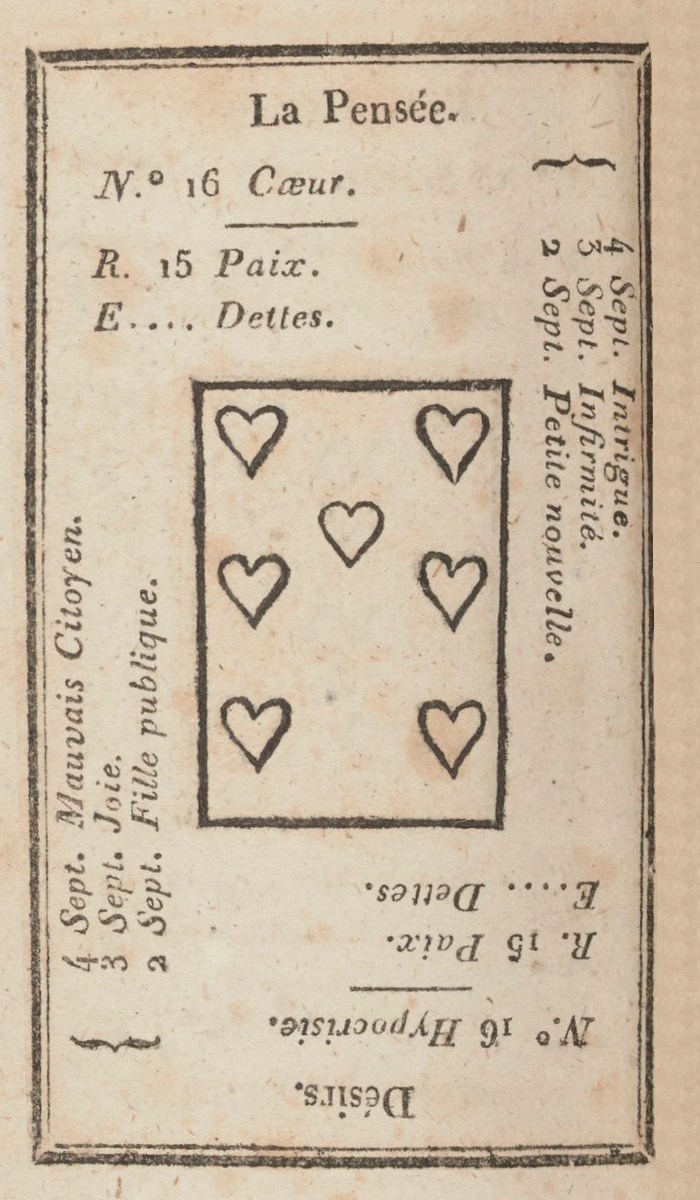 La Pensée.
N.º 16 Cœur.
R. 15 Paix.
E.... Dettes.
4 Sept. Intrigue.
3 Sept. Infirmité.
2 Sept. Petite nouvelle.
4 Sept. Mauvais Citoyen.
3 Sept. Joie.
2 Sept. Fille publique.
Désirs.
N.º 16 Hypocrisie.
R. 15 Paix.
E.... Dettes.